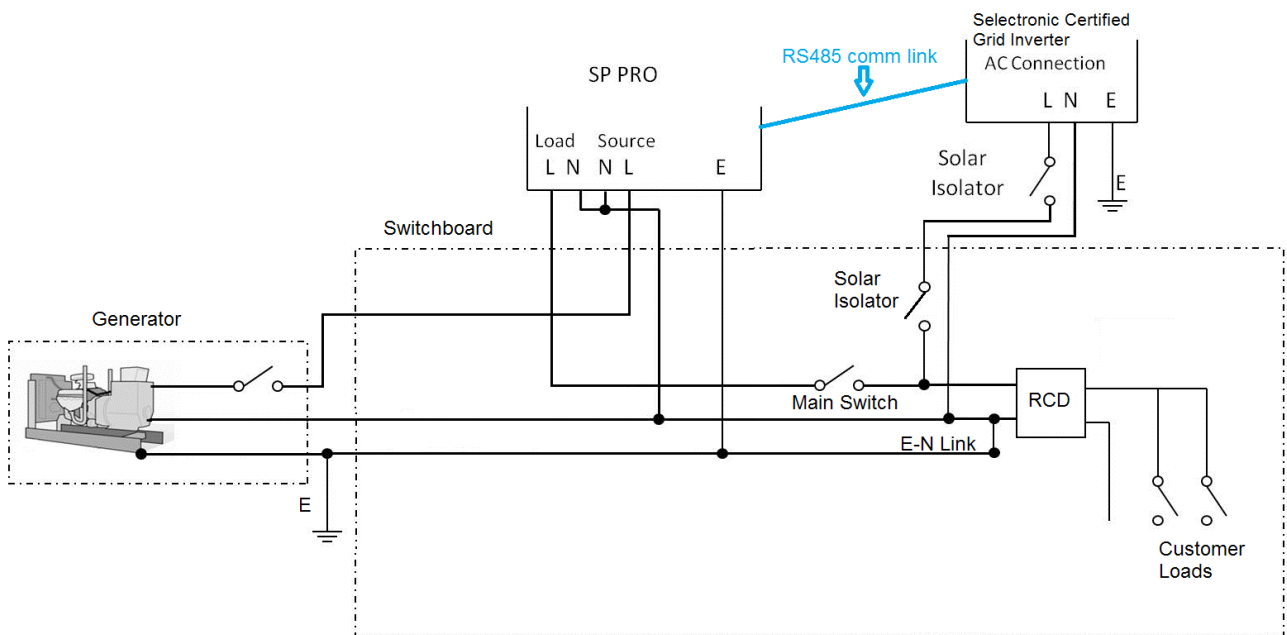 Selectronic Certified
Grid Inverter
AC Connection
L N E
RS485 comm link
SP PRO
Load Source
L N N L E
Solar
Isolator
E
Switchboard
Solar
Isolator
Generator
Main Switch
RCD
E-N Link
E
Customer
Loads